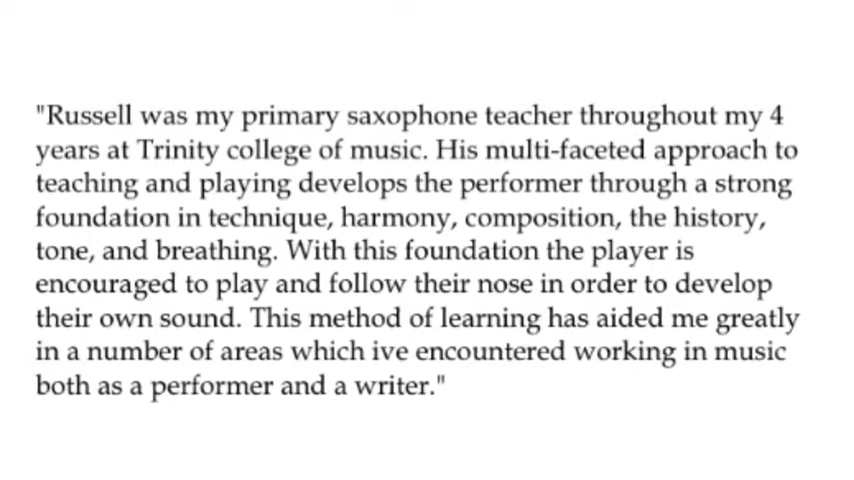 "Russell was my primary saxophone teacher throughout my 4
years at Trinity college of music. His multi-faceted approach to
teaching and playing develops the performer through a strong
foundation in technique, harmony, composition, the history,
tone, and breathing. With this foundation the player is
encouraged to play and follow their nose in order to develop
their own sound. This method of learning has aided me greatly
in a number of areas which ive encountered working in music
both as a performer and a writer."